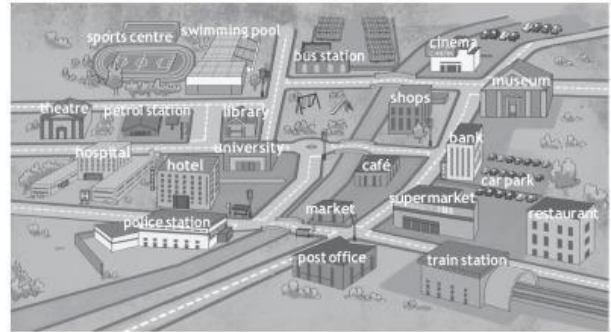 swimming pool
sports centre
bus station
cinema
museum
theatre
petrol station
library
shops
university
bank
hospital
hotel
café
car park
supermarket
market
restaurant
police station
post office
train station